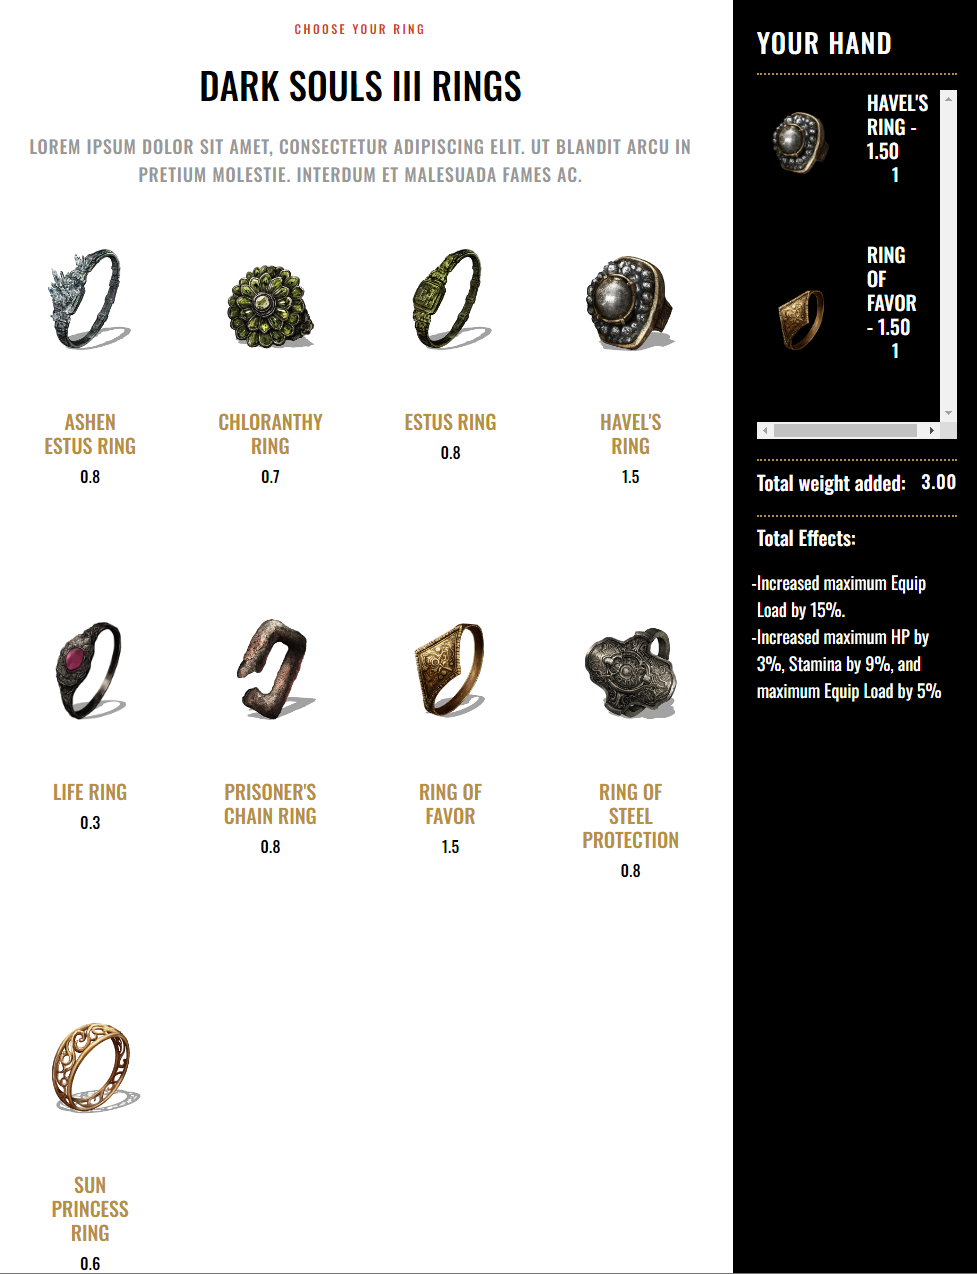 CHOOSE YOUR RING
DARK SOULS III RINGS
LOREM IPSUM DOLOR SIT AMET, CONSECTETUR ADIPISCING ELIT. UT BLANDIT ARCU IN
PRETIUM MOLESTIE. INTERDUM ET MALESUADA FAMES AC.
ASHEN
ESTUS RING
0.8
CHLORANTHY
RING
0.7
ESTUS RING
0.8
HAVEL'S
RING
1.5
LIFE RING
0.3
PRISONER'S
CHAIN RING
0.8
RING OF
FAVOR
1.5
RING OF
STEEL
PROTECTION
0.8
SUN
PRINCESS
RING
0.6
YOUR HAND
HAVEL'S
RING -
1.50
1
RING
OF
FAVOR
- 1.50
1
Total weight added: 3.00
Total Effects:
-Increased maximum Equip
Load by 15%.
-Increased maximum HP by
3%, Stamina by 9%, and
maximum Equip Load by 5%